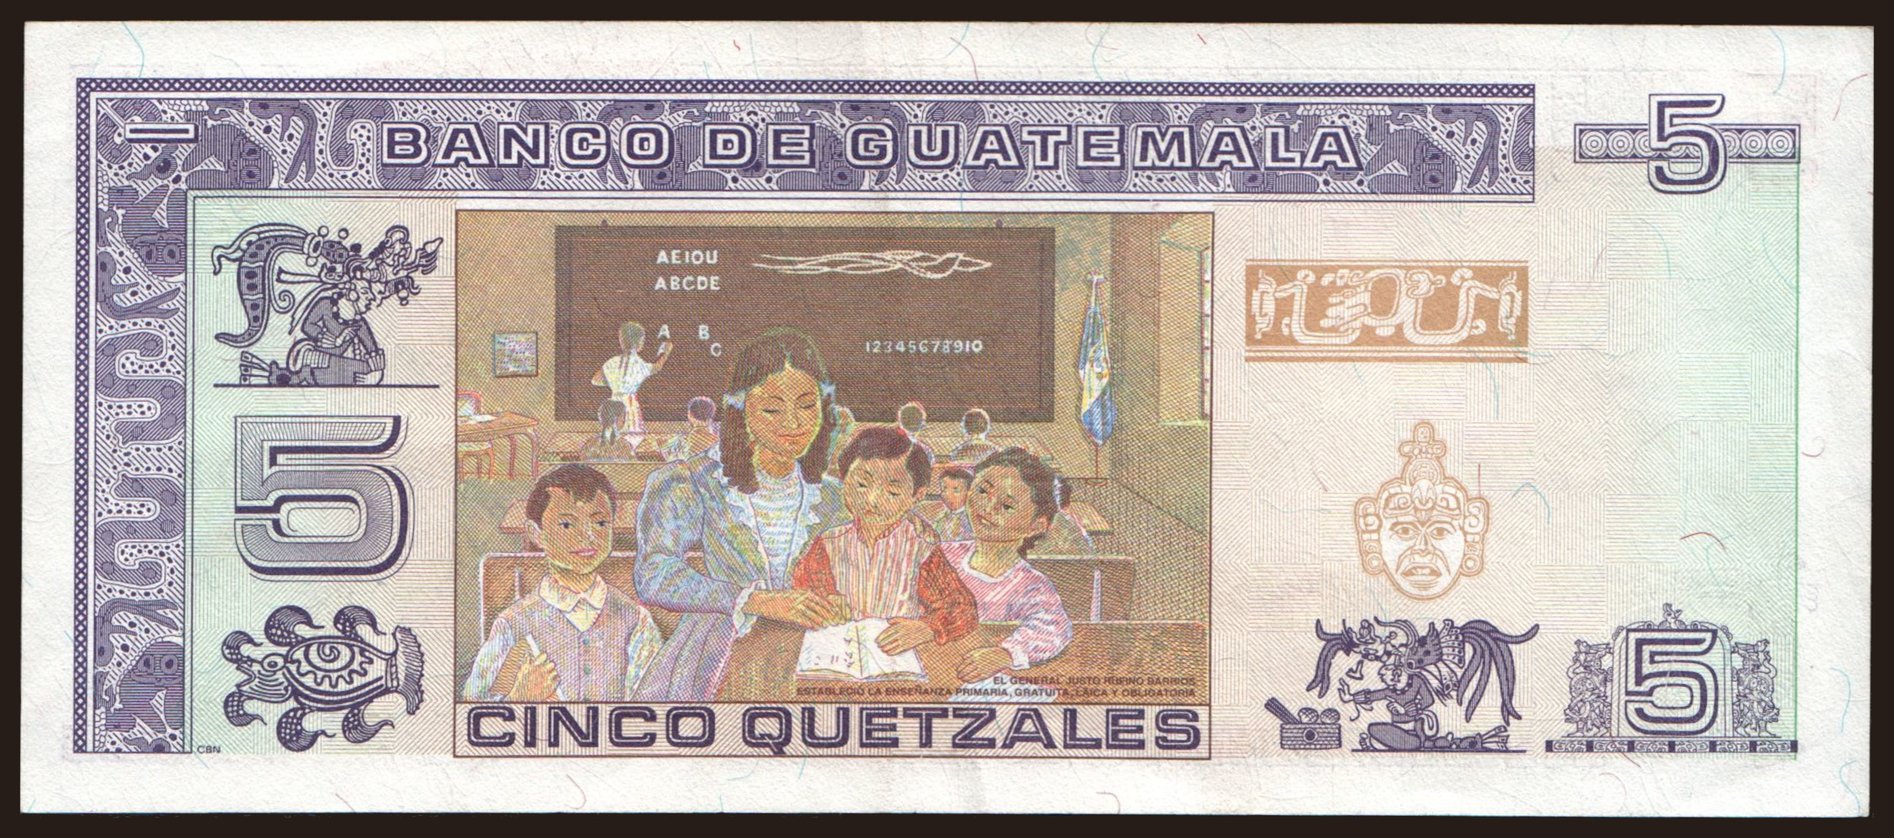 BANCO DE GUATEMALA
5
AEIOU
ABCDE
A B
A C
12345678910
5
EL GENERAL JUSTO RUFINO BARRIOS
ESTABLECIÓ LA ENSEÑANZA PRIMARIA, GRATUITA, LAICA Y OBLIGATORIA
CINCO QUETZALES
5
CBN